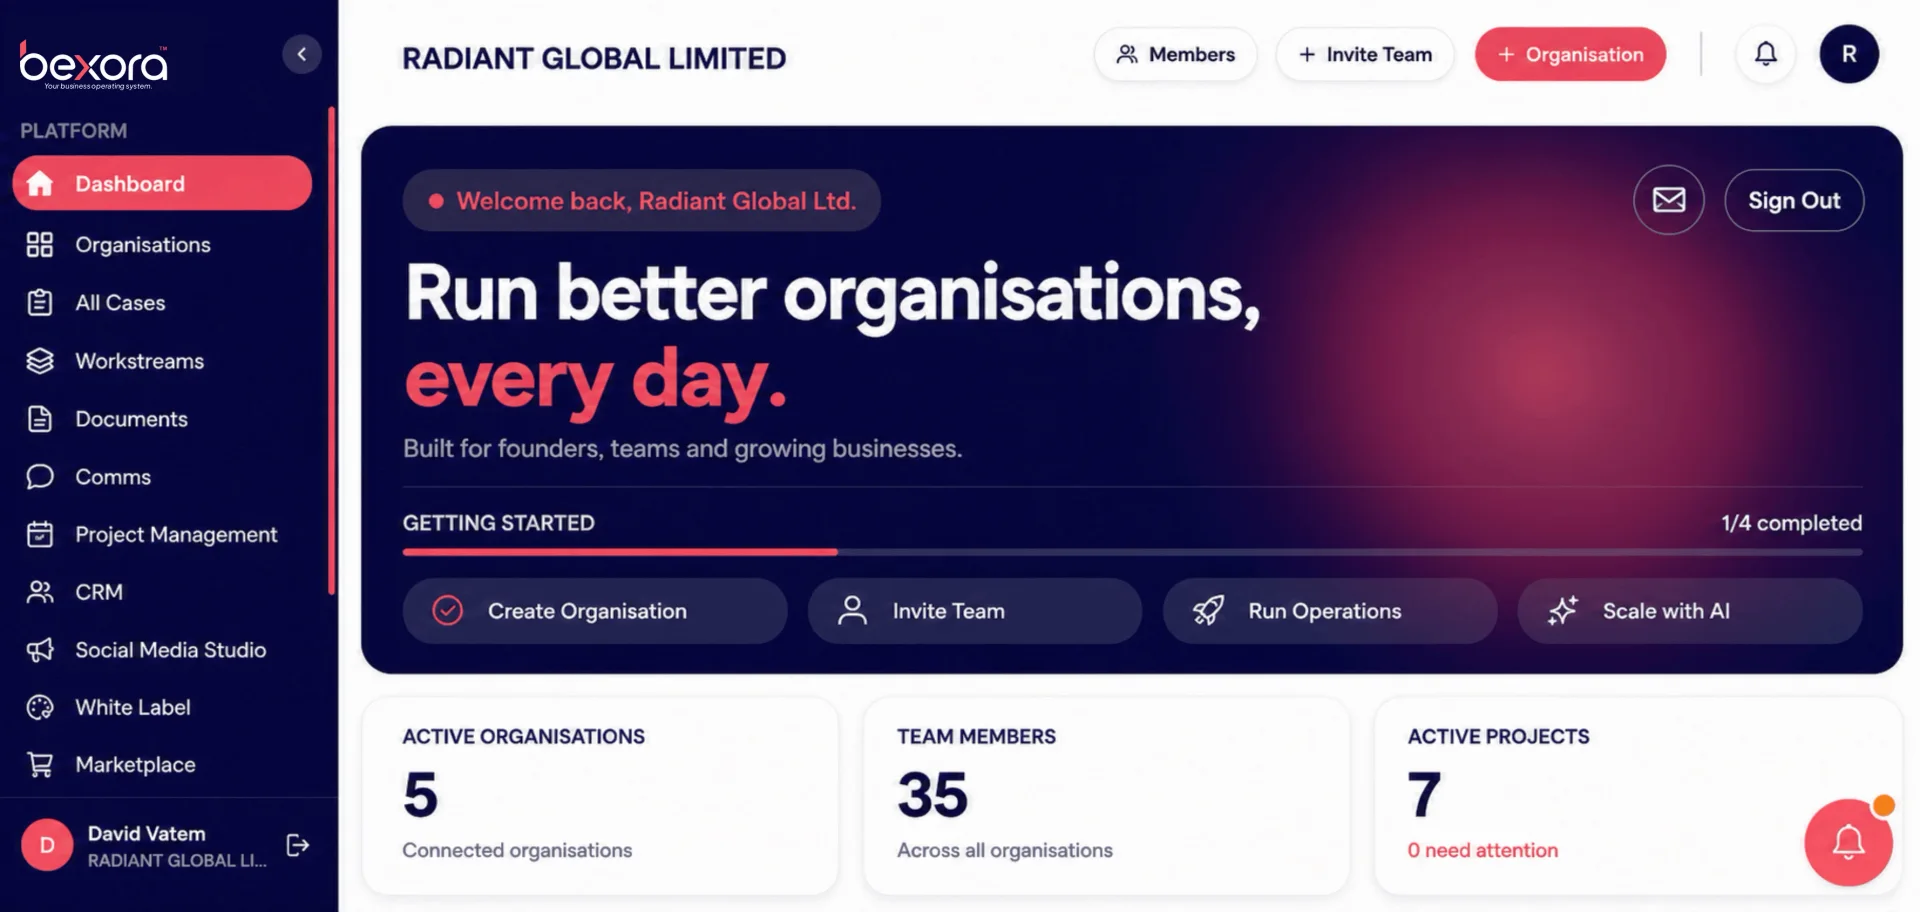 bexora™
Your business operating system.
PLATFORM
Dashboard
Organisations
All Cases
Workstreams
Documents
Comms
Project Management
CRM
Social Media Studio
White Label
Marketplace
D
David Vatem
RADIANT GLOBAL LI...
RADIANT GLOBAL LIMITED
Members
+ Invite Team
+ Organisation
R
Welcome back, Radiant Global Ltd.
Sign Out
Run better organisations,
every day.
Built for founders, teams and growing businesses.
GETTING STARTED
1/4 completed
Create Organisation
Invite Team
Run Operations
Scale with AI
ACTIVE ORGANISATIONS
5
Connected organisations
TEAM MEMBERS
35
Across all organisations
ACTIVE PROJECTS
7
0 need attention